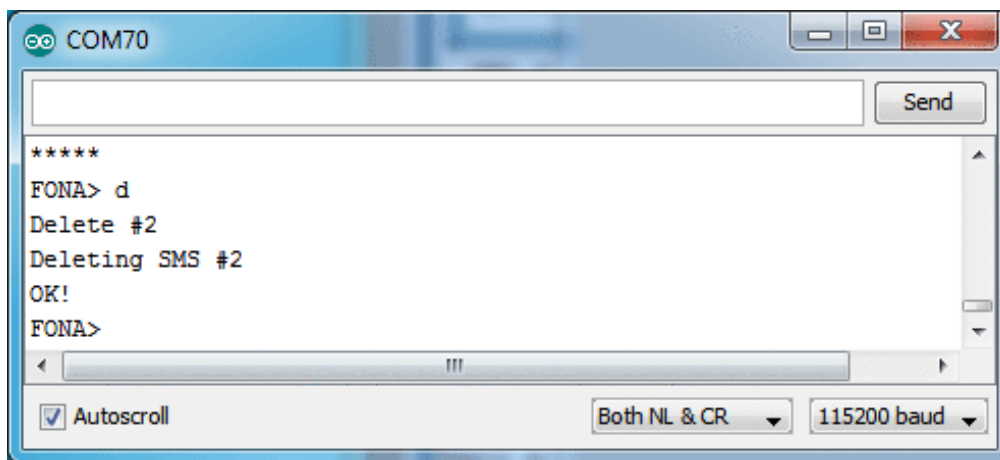 COM70
Send
*****
FONA> d
Delete #2
Deleting SMS #2
OK!
FONA>
Autoscroll
Both NL & CR
115200 baud